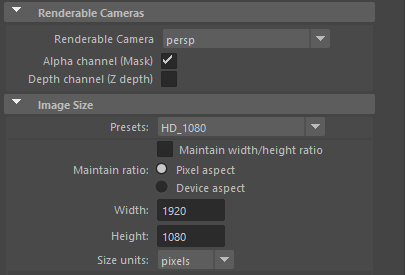 Renderable Cameras
Renderable Camera persp
Alpha channel (Mask)
Depth channel (Z depth)
Image Size
Presets: HD_1080
Maintain width/height ratio
Maintain ratio: Pixel aspect
Device aspect
Width: 1920
Height: 1080
Size units: pixels